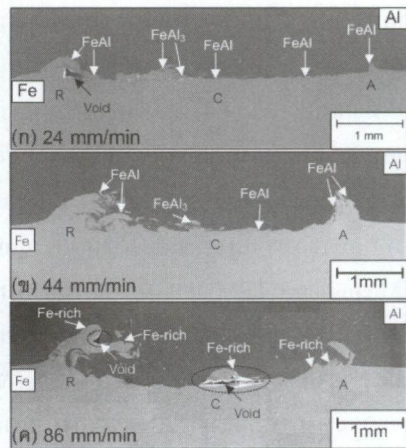 Al
FeAl FeAl₃ FeAl FeAl FeAl
Fe
R Void C A
(ก) 24 mm/min
1 mm
Al
FeAl FeAl₃ FeAl FeAl
Fe
R C A
(ข) 44 mm/min
1mm
Fe-rich Fe-rich Fe-rich Fe-rich
Al
Fe
R Void C Void A
(ค) 86 mm/min
1mm